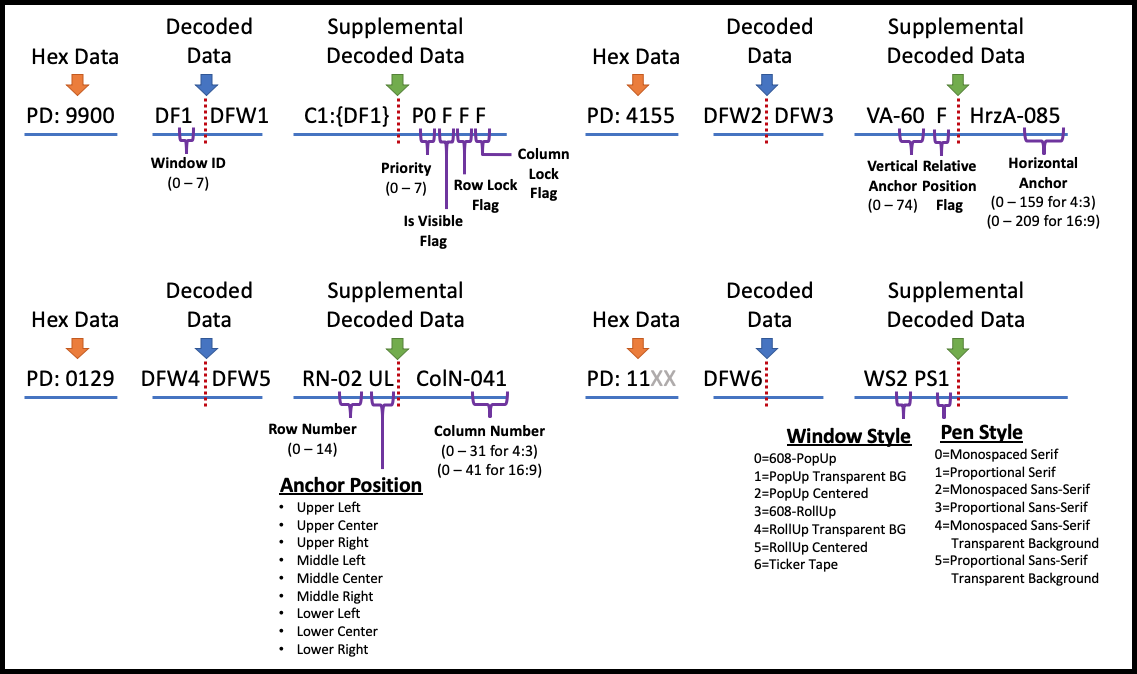 Hex Data
Decoded
Data
Supplemental
Decoded Data
PD: 9900
DF1 DFW1
C1:{DF1} P0 F F F
Window ID
(0 – 7)
Priority
(0 – 7)
Is Visible
Flag
Row Lock
Flag
Column
Lock
Flag
Hex Data
Decoded
Data
Supplemental
Decoded Data
PD: 4155
DFW2 DFW3
VA-60 F HrzA-085
Vertical
Anchor
(0 – 74)
Relative
Position
Flag
Horizontal
Anchor
(0 – 159 for 4:3)
(0 – 209 for 16:9)
Hex Data
Decoded
Data
Supplemental
Decoded Data
PD: 0129
DFW4 DFW5
RN-02 UL ColN-041
Row Number
(0 – 14)
Column Number
(0 – 31 for 4:3)
(0 – 41 for 16:9)
Anchor Position
• Upper Left
• Upper Center
• Upper Right
• Middle Left
• Middle Center
• Middle Right
• Lower Left
• Lower Center
• Lower Right
Hex Data
Decoded
Data
Supplemental
Decoded Data
PD: 11XX
DFW6
WS2 PS1
Window Style
0=608-PopUp
1=PopUp Transparent BG
2=PopUp Centered
3=608-RollUp
4=RollUp Transparent BG
5=RollUp Centered
6=Ticker Tape
Pen Style
0=Monospaced Serif
1=Proportional Serif
2=Monospaced Sans-Serif
3=Proportional Sans-Serif
4=Monospaced Sans-Serif
Transparent Background
5=Proportional Sans-Serif
Transparent Background